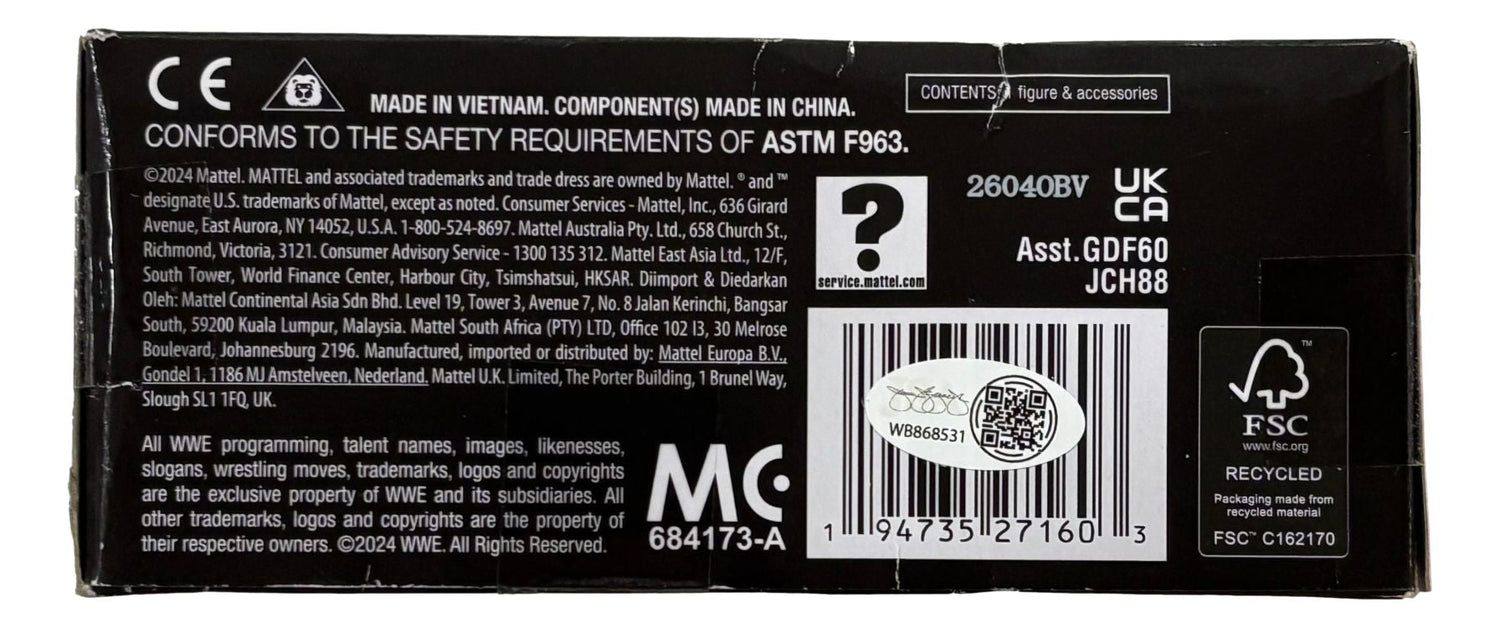 CE
MADE IN VIETNAM. COMPONENT(S) MADE IN CHINA.
CONTENTS: figure & accessories
CONFORMS TO THE SAFETY REQUIREMENTS OF ASTM F963.
©2024 Mattel. MATTEL and associated trademarks and trade dress are owned by Mattel. ® and ™
designate U.S. trademarks of Mattel, except as noted. Consumer Services - Mattel, Inc., 636 Girard
Avenue, East Aurora, NY 14052, U.S.A. 1-800-524-8697. Mattel Australia Pty. Ltd., 658 Church St.,
Richmond, Victoria, 3121. Consumer Advisory Service - 1300 135 312. Mattel East Asia Ltd., 12/F,
South Tower, World Finance Center, Harbour City, Tsimshatsui, HKSAR. Diimport & Diedarkan
Oleh: Mattel Continental Asia Sdn Bhd. Level 19, Tower 3, Avenue 7, No. 8 Jalan Kerinchi, Bangsar
South, 59200 Kuala Lumpur, Malaysia. Mattel South Africa (PTY) LTD, Office 102 I3, 30 Melrose
Boulevard, Johannesburg 2196. Manufactured, imported or distributed by: Mattel Europa B.V.,
Gondel 1, 1186 MJ Amstelveen, Nederland. Mattel U.K. Limited, The Porter Building, 1 Brunel Way,
Slough SL1 1FQ, UK.
All WWE programming, talent names, images, likenesses,
slogans, wrestling moves, trademarks, logos and copyrights
are the exclusive property of WWE and its subsidiaries. All
other trademarks, logos and copyrights are the property of
their respective owners. ©2024 WWE. All Rights Reserved.
MC
684173-A
?
service.mattel.com
26040BV
UK
CA
Asst.GDF60
JCH88
WB868531
1 94735 27160 3
™
FSC
www.fsc.org
RECYCLED
Packaging made from
recycled material
FSC™ C162170